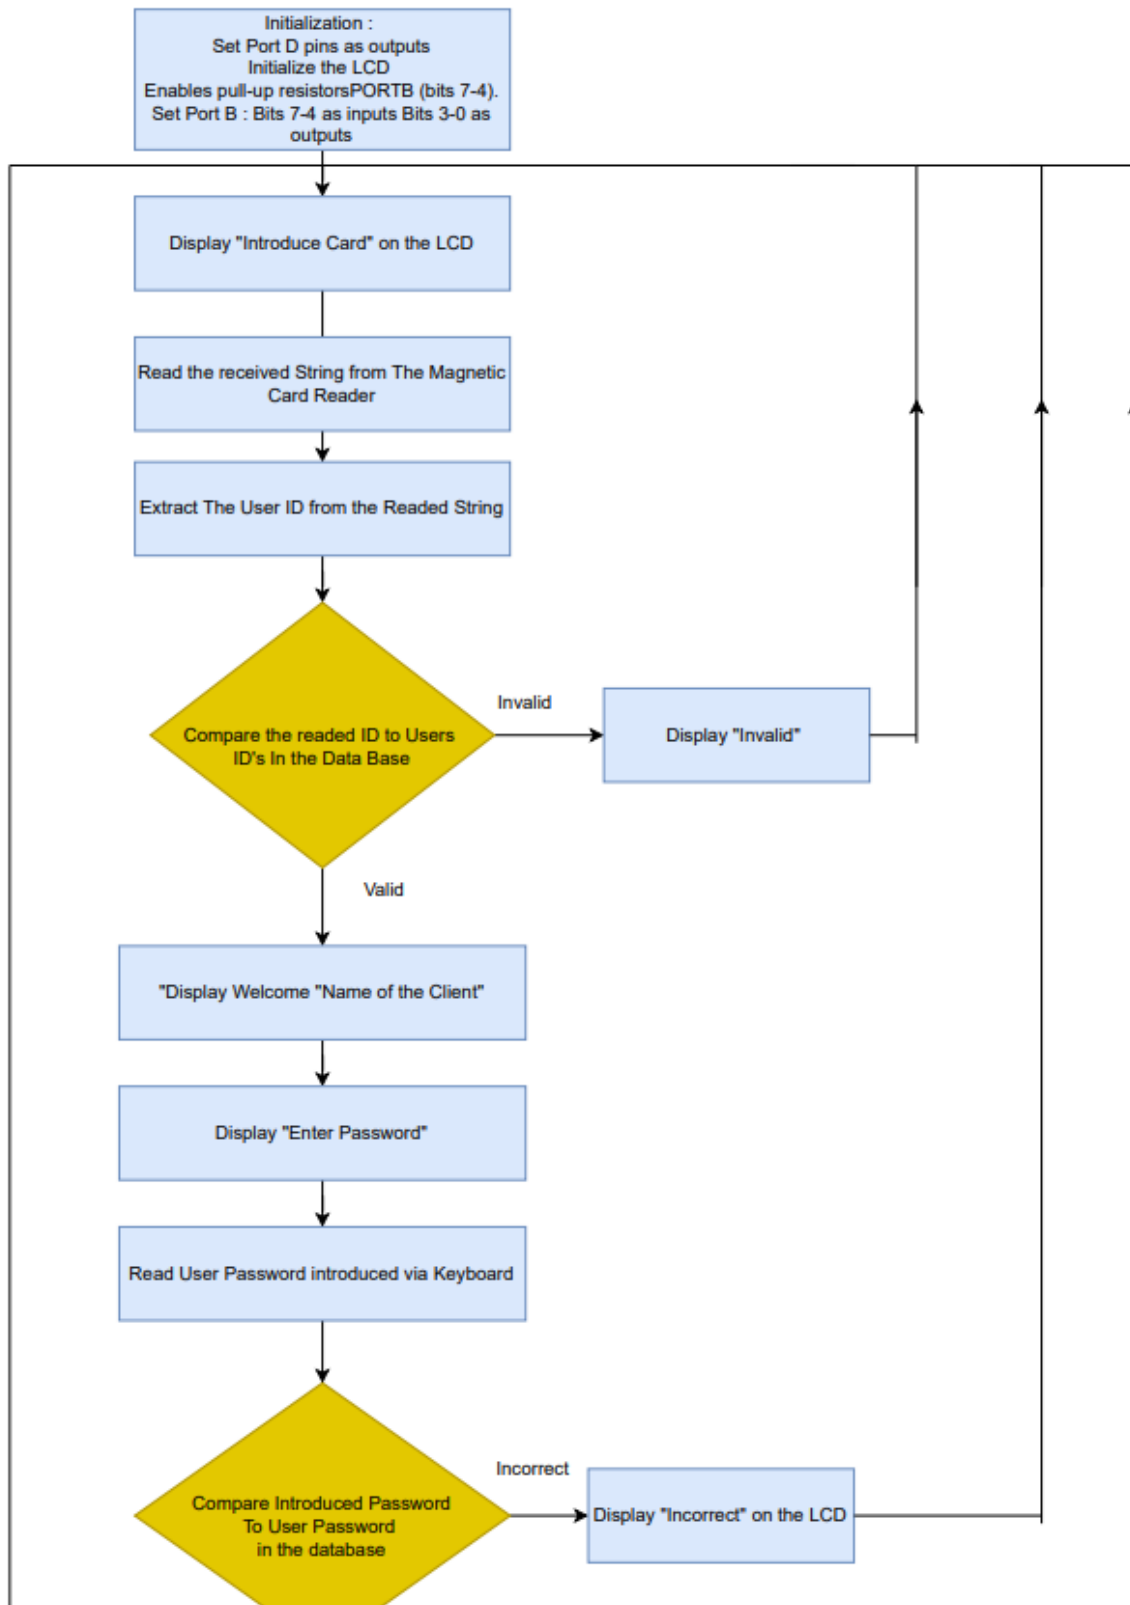 Initialization :
Set Port D pins as outputs
Initialize the LCD
Enables pull-up resistorsPORTB (bits 7-4).
Set Port B : Bits 7-4 as inputs Bits 3-0 as
outputs
Display "Introduce Card" on the LCD
Read the received String from The Magnetic
Card Reader
Extract The User ID from the Readed String
Compare the readed ID to Users
ID's In the Data Base
Invalid
Display "Invalid"
Valid
"Display Welcome "Name of the Client"
Display "Enter Password"
Read User Password introduced via Keyboard
Compare Introduced Password
To User Password
in the database
Incorrect
Display "Incorrect" on the LCD